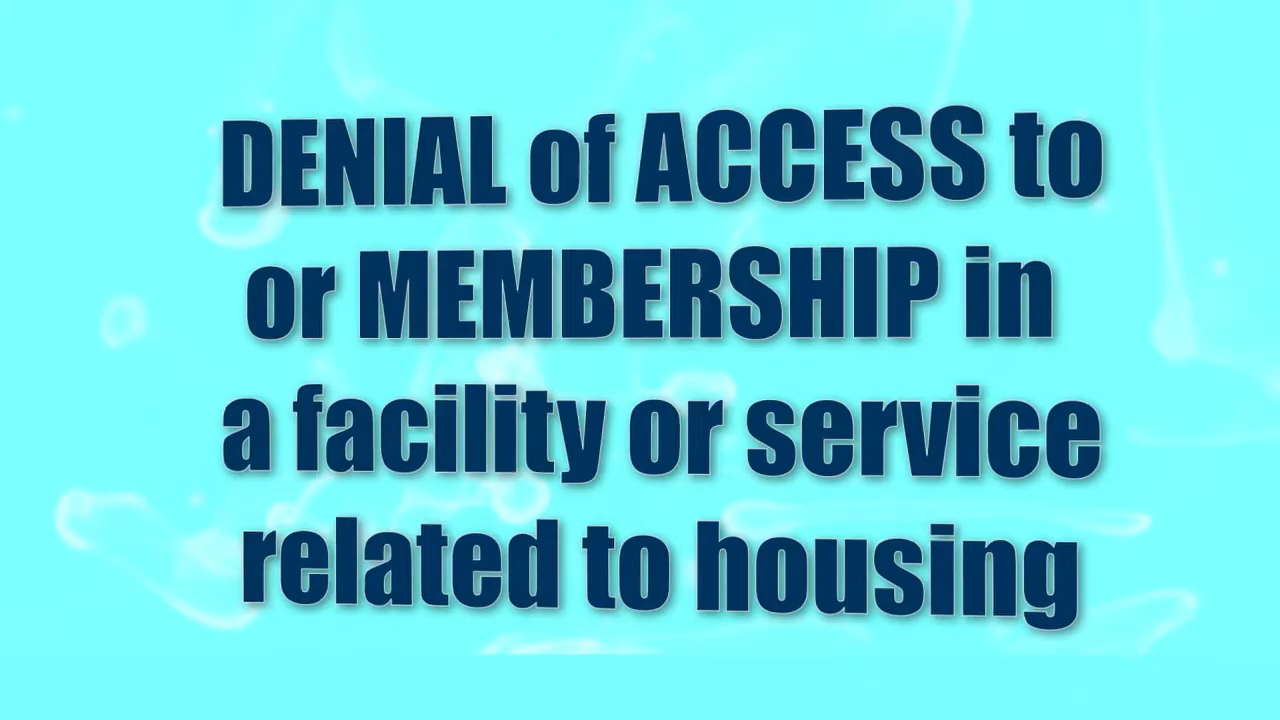 DENIAL of ACCESS to
or MEMBERSHIP in
a facility or service
related to housing